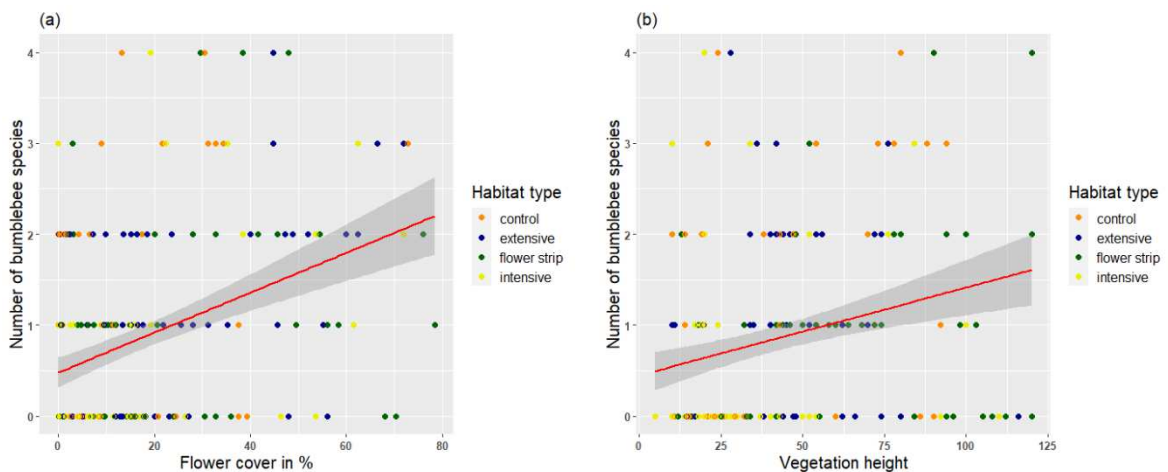 (a)
Number of bumblebee species
4
3
2
1
0
0 20 40 60 80
Flower cover in %
Habitat type
control
extensive
flower strip
intensive
(b)
Number of bumblebee species
4
3
2
1
0
0 25 50 75 100 125
Vegetation height
Habitat type
control
extensive
flower strip
intensive